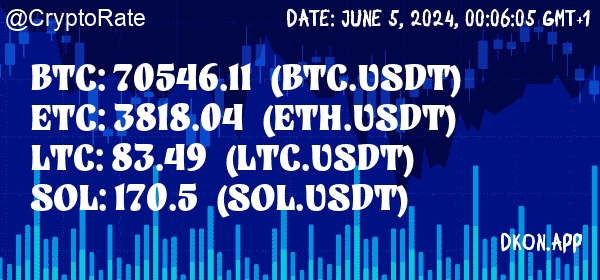 @CryptoRate
DATE: JUNE 5, 2024, 00:06:05 GMT+1
BTC: 70546.11 (BTC.USDT)
ETC: 3818.04 (ETH.USDT)
LTC: 83.49 (LTC.USDT)
SOL: 170.5 (SOL.USDT)
DKON.APP